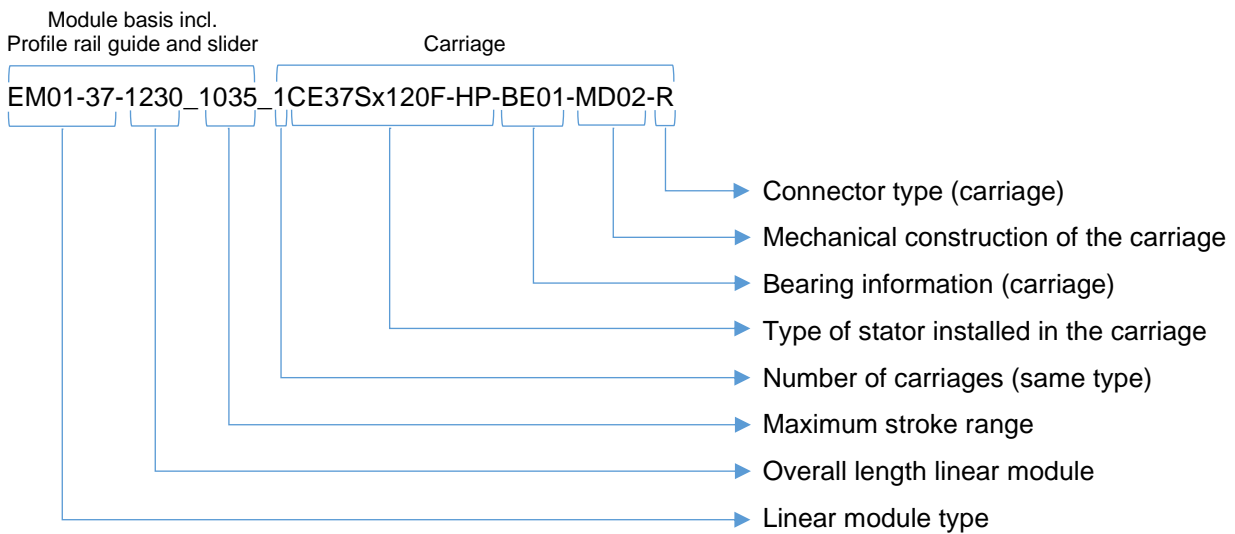 Module basis incl.
Profile rail guide and slider
Carriage
EM01-37-1230_1035_1CE37Sx120F-HP-BE01-MD02-R
Connector type (carriage)
Mechanical construction of the carriage
Bearing information (carriage)
Type of stator installed in the carriage
Number of carriages (same type)
Maximum stroke range
Overall length linear module
Linear module type